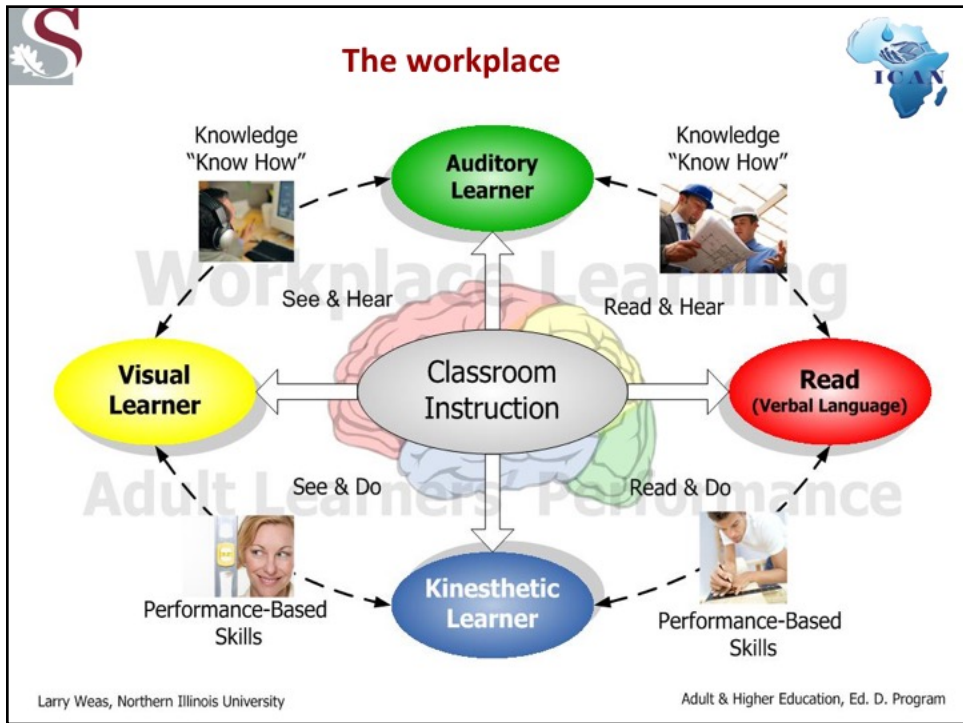 S
The workplace
ICAN
Knowledge
“Know How”
Auditory
Learner
Knowledge
“Know How”
Workplace Learning
See & Hear
Read & Hear
Visual
Learner
Classroom
Instruction
Read
(Verbal Language)
See & Do
Read & Do
Adult Learners' Performance
Kinesthetic
Learner
Performance-Based
Skills
Performance-Based
Skills
Larry Weas, Northern Illinois University
Adult & Higher Education, Ed. D. Program